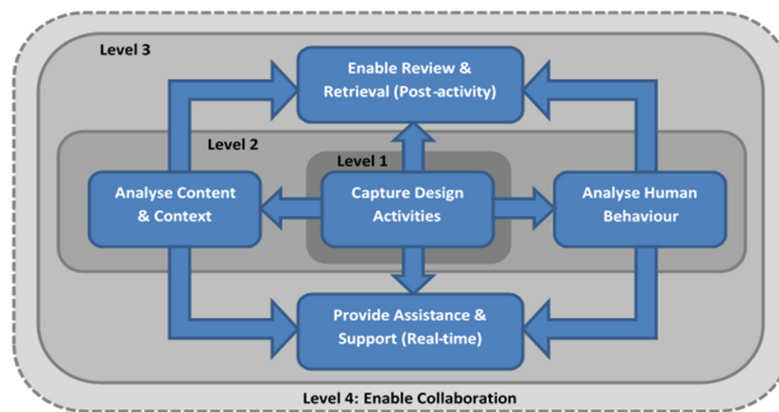 Level 3
Enable Review &
Retrieval (Post-activity)
Level 2
Level 1
Analyse Content
& Context
Capture Design
Activities
Analyse Human
Behaviour
Provide Assistance &
Support (Real-time)
Level 4: Enable Collaboration